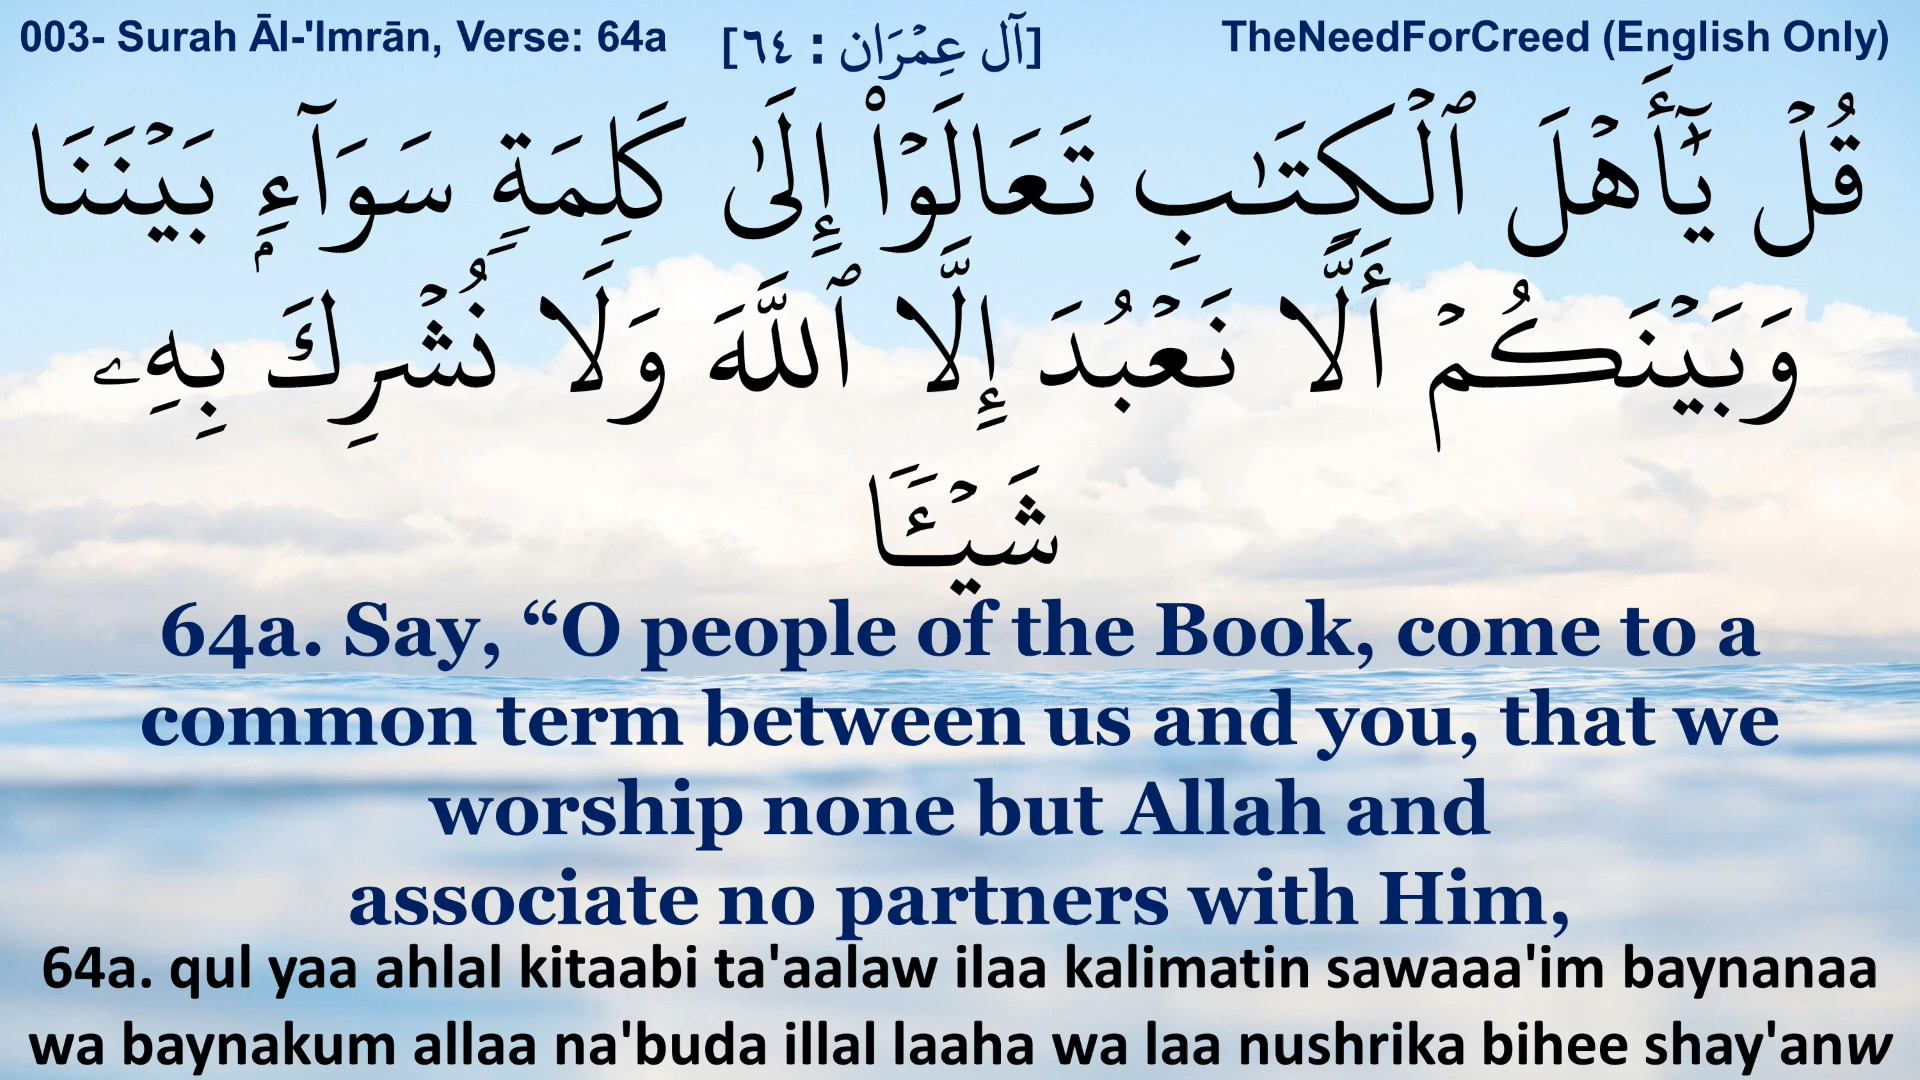 003- Surah Āl-'Imrān, Verse: 64a [آل عِمۡرَان : ٦٤] TheNeedForCreed (English Only)
قُلۡ يَٰٓأَهۡلَ ٱلۡكِتَٰبِ تَعَالَوۡاْ إِلَىٰ كَلِمَةٖ سَوَآءِۭ بَيۡنَنَا
وَبَيۡنَكُمۡ أَلَّا نَعۡبُدَ إِلَّا ٱللَّهَ وَلَا نُشۡرِكَ بِهِۦ
شَيۡـَٔا
64a. Say, “O people of the Book, come to a
common term between us and you, that we
worship none but Allah and
associate no partners with Him,
64a. qul yaa ahlal kitaabi ta'aalaw ilaa kalimatin sawaaa'im baynanaa
wa baynakum allaa na'buda illal laaha wa laa nushrika bihee shay'anw